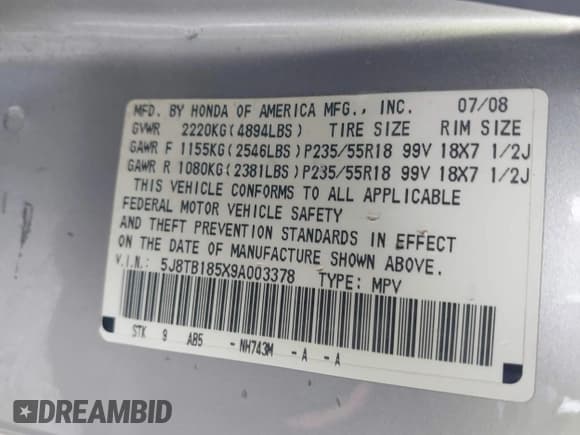 MFD. BY HONDA OF AMERICA MFG., INC. 07/08
GVWR 2220KG(4894LBS) TIRE SIZE RIM SIZE
GAWR F 1155KG(2546LBS)P235/55R18 99V 18X7 1/2J
GAWR R 1080KG(2381LBS)P235/55R18 99V 18X7 1/2J
THIS VEHICLE CONFORMS TO ALL APPLICABLE
FEDERAL MOTOR VEHICLE SAFETY
AND THEFT PREVENTION STANDARDS IN EFFECT
ON THE DATE OF MANUFACTURE SHOWN ABOVE.
V.I.N.: 5J8TB185X9A003378 TYPE: MPV
STK 9 AB5 -NH743M -A -A
DREAMBID